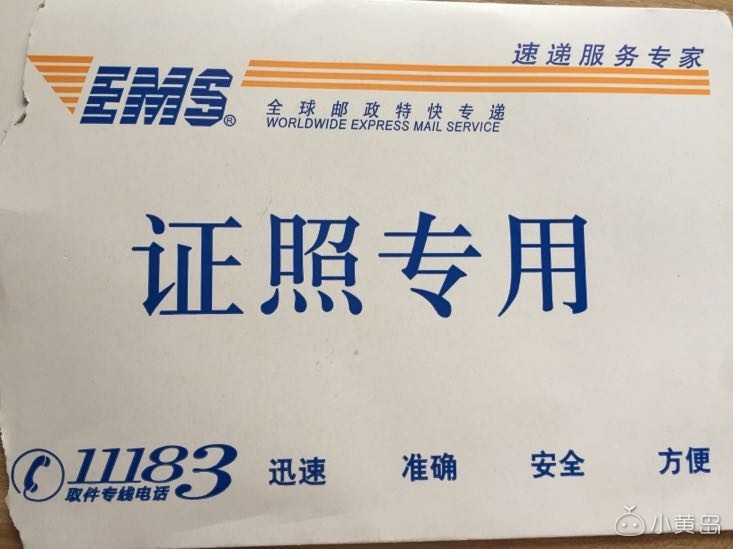 速递服务专家
EMS®
全球邮政特快专递
WORLDWIDE EXPRESS MAIL SERVICE
证照专用
11183
取件专线电话
迅速 准确 安全 方便
小黄岛